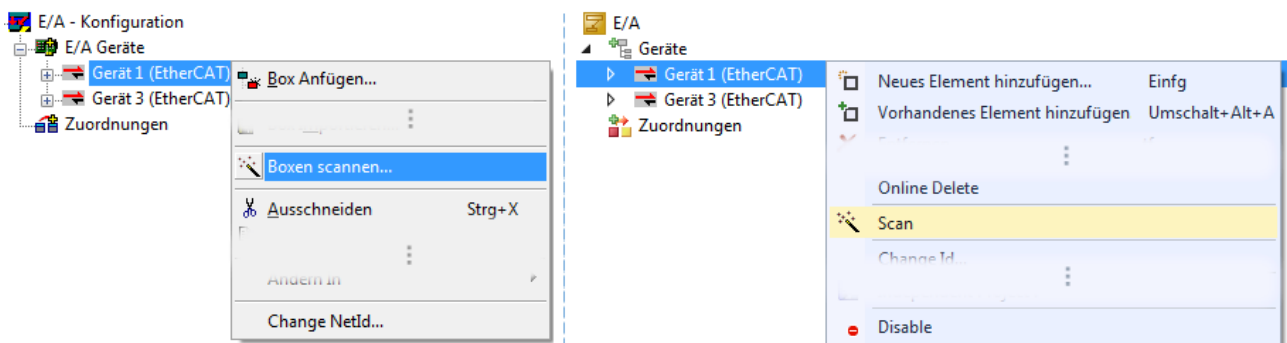 E/A - Konfiguration
E/A Geräte
Gerät 1 (EtherCAT)
Gerät 3 (EtherCAT)
Zuordnungen
Box Anfügen...
Boxen scannen...
Ausschneiden Strg+X
Ändern In
Change NetId...
E/A
Geräte
Gerät 1 (EtherCAT)
Gerät 3 (EtherCAT)
Zuordnungen
Neues Element hinzufügen... Einfg
Vorhandenes Element hinzufügen Umschalt+Alt+A
Online Delete
Scan
Change Id...
Disable